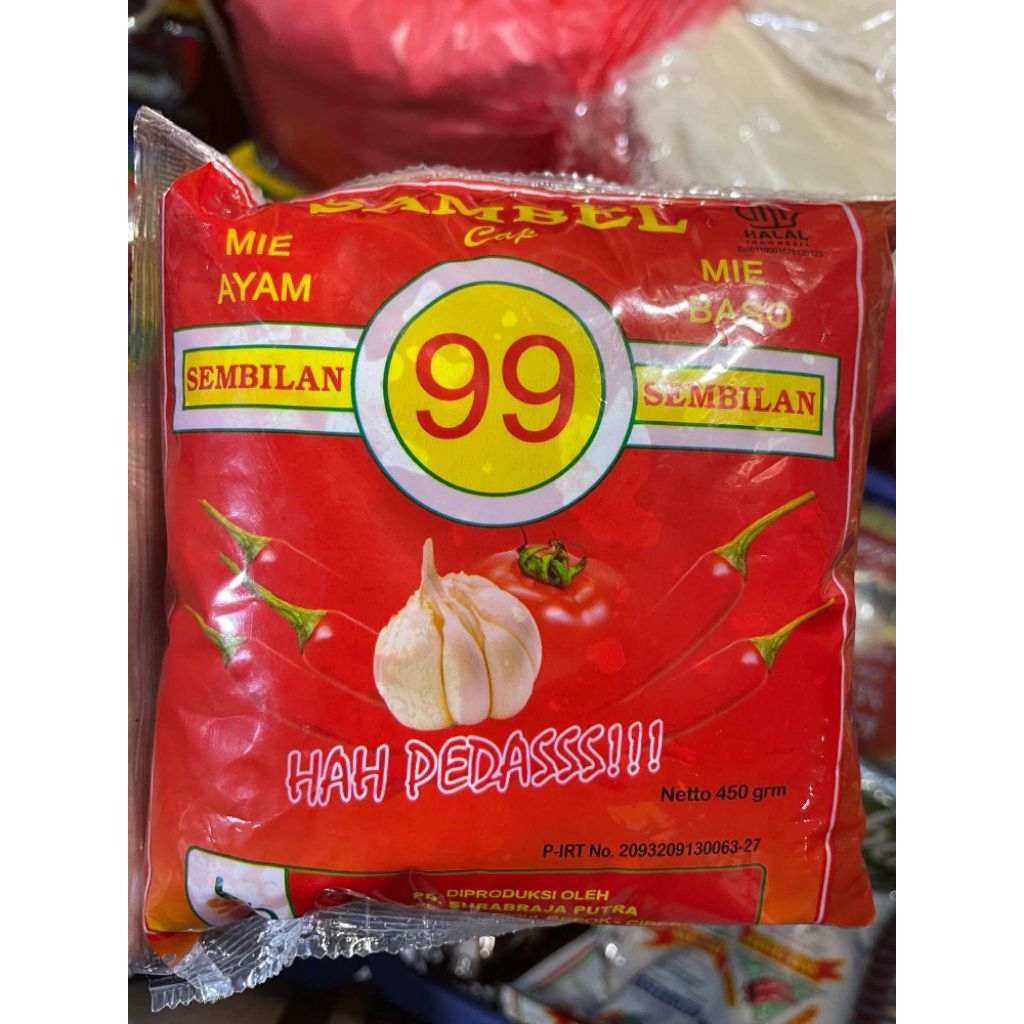 SAMBEL
Cap
HALAL
INDONESIA
MIE
AYAM
MIE
BASO
SEMBILAN
99
SEMBILAN
HAH PEDASSS!!!
Netto 450 grm
P-IRT No. 2093209130063-27
DIPRODUKSI OLEH
SURABRAJA PUTRA